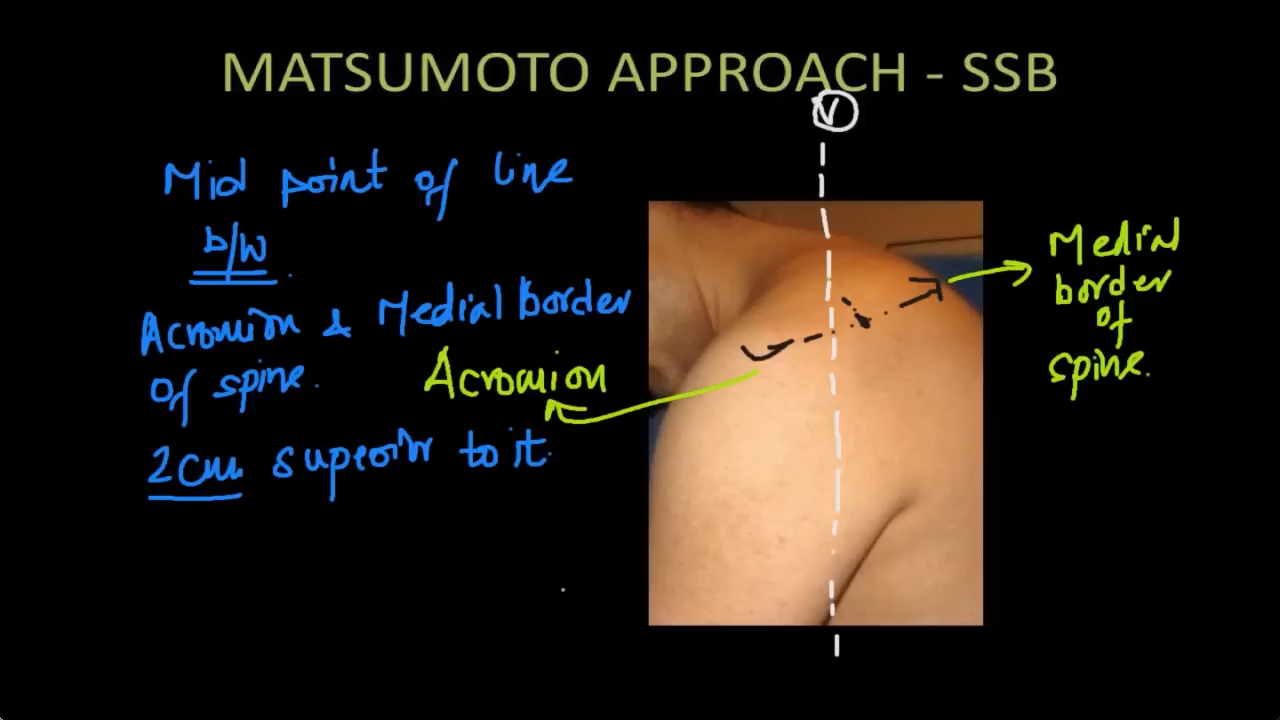 MATSUMOTO APPROACH - SSB
V
Mid point of line
b/w
Acromion & Medial Border
of spine.
2cm superior to it.
Acromion
Medial
border
of
spine.